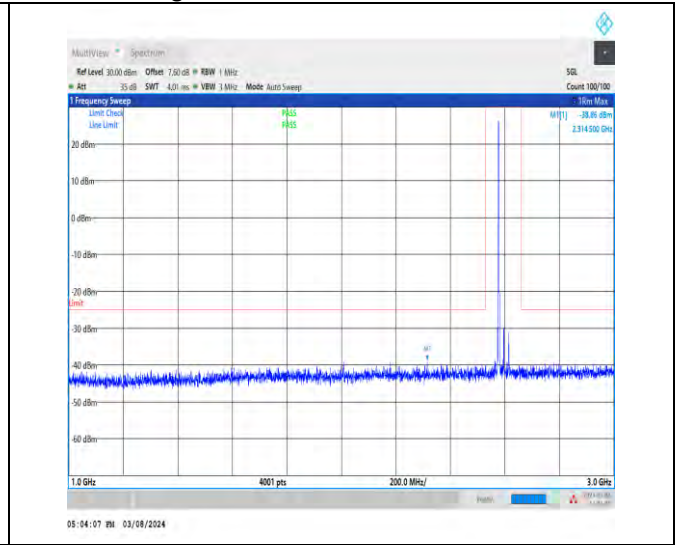 MultiView Spectrum
Ref Level 30.00 dBm Offset 7.60 dB RBW 1 MHz SGL
Att 35 dB SWT 4.01 ms VBW 3 MHz Mode Auto Sweep Count 100/100
1 Frequency Sweep 1Rm Max
Limit Check PASS M1[1] -38.86 dBm
Line Limit PASS 2.314 500 GHz
20 dBm
10 dBm
0 dBm
-10 dBm
-20 dBm
Limit
-30 dBm
M1
-40 dBm
-50 dBm
-60 dBm
1.0 GHz 4001 pts 200.0 MHz/ 3.0 GHz
05:04:07 PM 03/08/2024